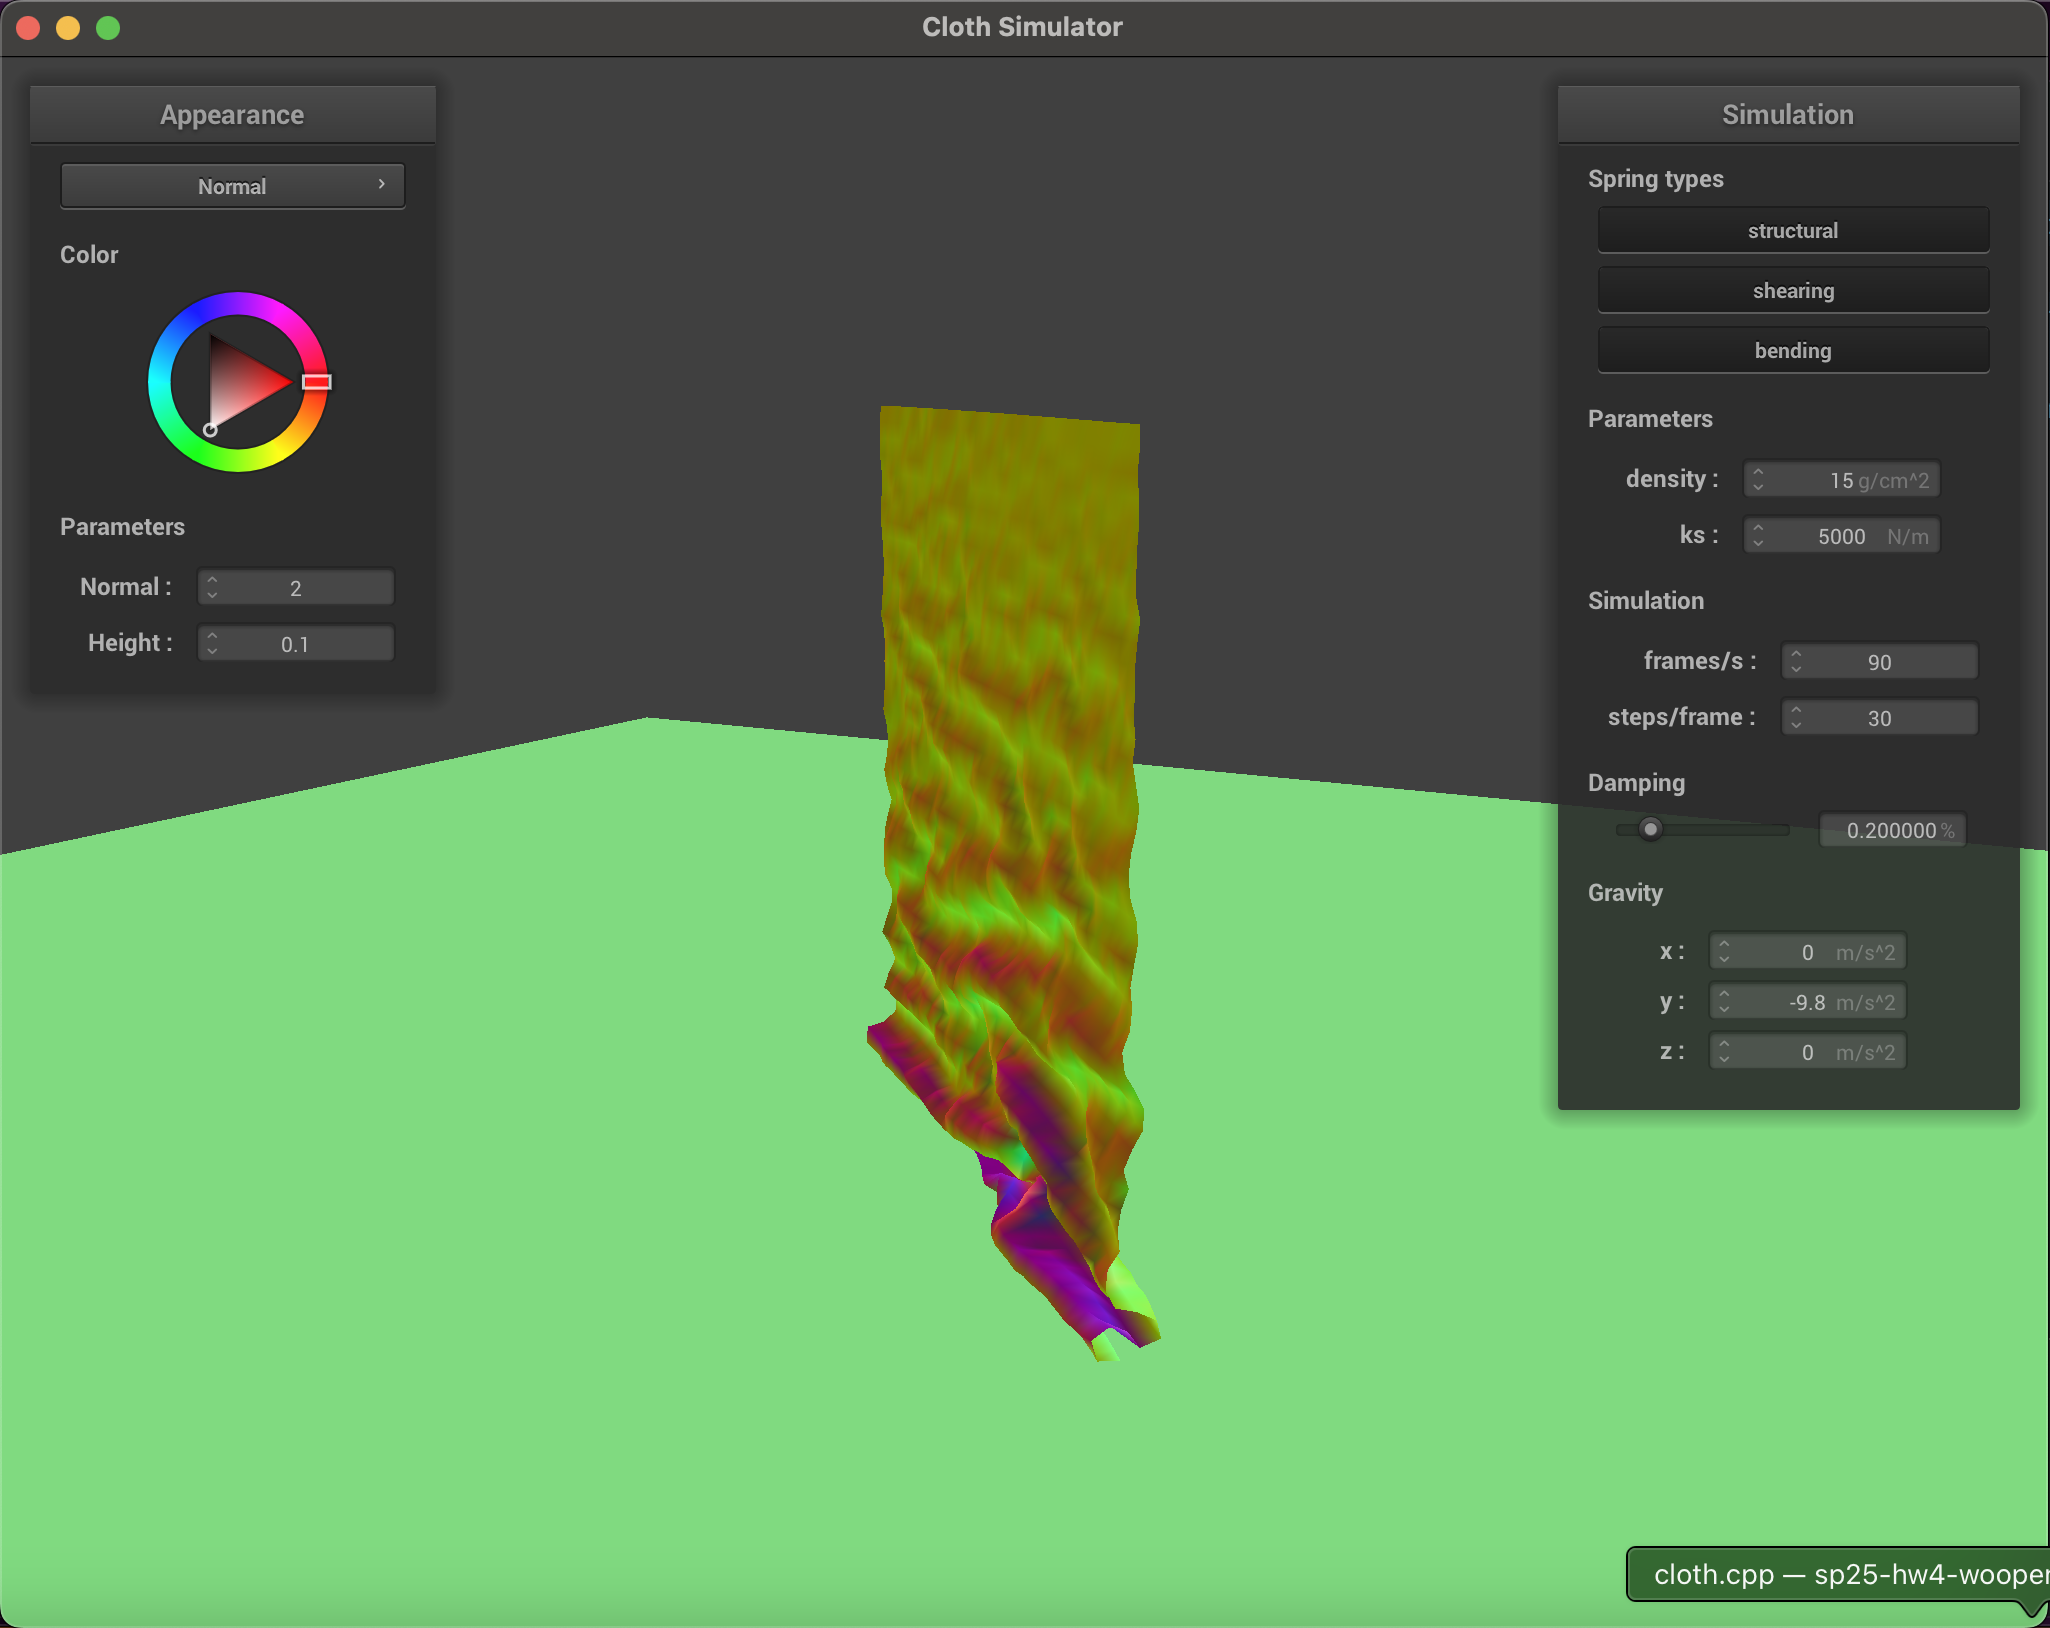 Cloth Simulator
Appearance
Normal
Color
Parameters
Normal : 2
Height : 0.1
Simulation
Spring types
structural
shearing
bending
Parameters
density : 15 g/cm^2
ks : 5000 N/m
Simulation
frames/s : 90
steps/frame : 30
Damping
0.200000 %
Gravity
x : 0 m/s^2
y : -9.8 m/s^2
z : 0 m/s^2
cloth.cpp — sp25-hw4-wooper